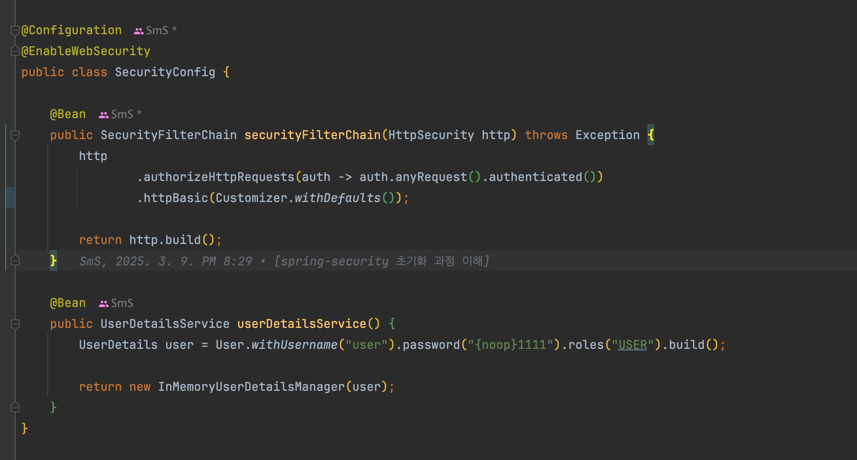 @Configuration SmS *
@EnableWebSecurity
public class SecurityConfig {
@Bean SmS *
public SecurityFilterChain securityFilterChain(HttpSecurity http) throws Exception {
http
.authorizeHttpRequests(auth -> auth.anyRequest().authenticated())
.httpBasic(Customizer.withDefaults());
return http.build();
} SmS, 2025. 3. 9. PM 8:29 • [spring-security 초기화 과정 이해]
@Bean SmS
public UserDetailsService userDetailsService() {
UserDetails user = User.withUsername("user").password("{noop}1111").roles("USER").build();
return new InMemoryUserDetailsManager(user);
}
}